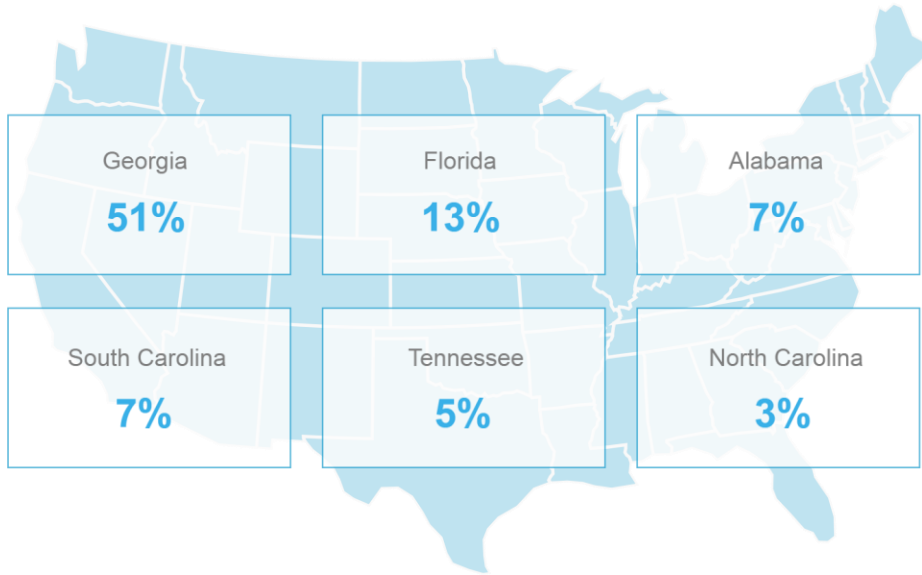 Georgia
51%
Florida
13%
Alabama
7%
South Carolina
7%
Tennessee
5%
North Carolina
3%